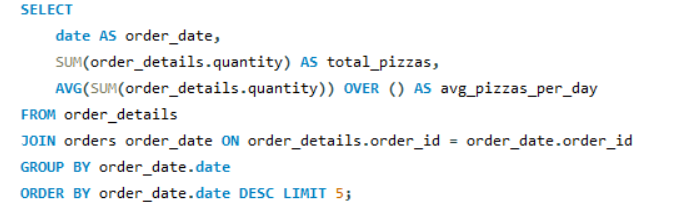 SELECT
date AS order_date,
SUM(order_details.quantity) AS total_pizzas,
AVG(SUM(order_details.quantity)) OVER () AS avg_pizzas_per_day
FROM order_details
JOIN orders order_date ON order_details.order_id = order_date.order_id
GROUP BY order_date.date
ORDER BY order_date.date DESC LIMIT 5;